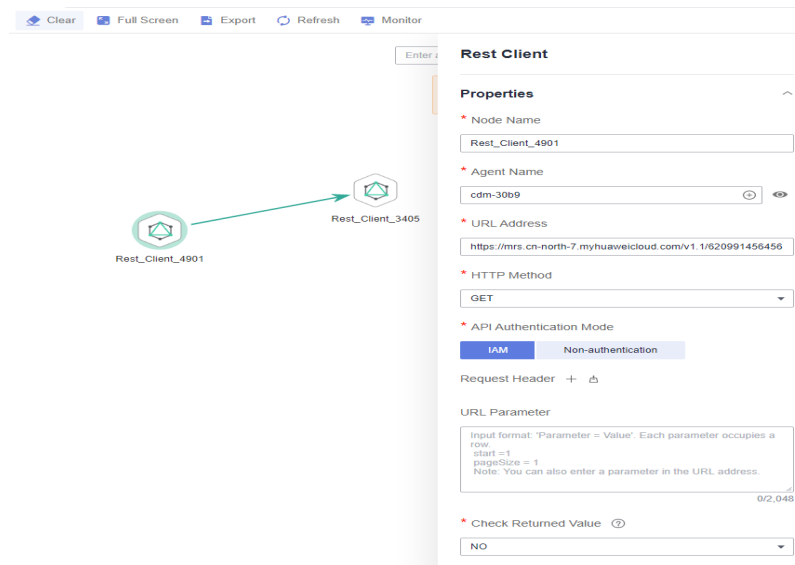 Clear Full Screen Export Refresh Monitor
Enter
Rest_Client_3405
Rest_Client_4901
Rest Client
Properties
* Node Name
Rest_Client_4901
* Agent Name
cdm-30b9
* URL Address
https://mrs.cn-north-7.myhuaweicloud.com/v1.1/620991456456
* HTTP Method
GET
* API Authentication Mode
IAM Non-authentication
Request Header
URL Parameter
Input format: 'Parameter = Value'. Each parameter occupies a
row.
start =1
pageSize = 1
Note: You can also enter a parameter in the URL address.
0/2,048
* Check Returned Value
NO